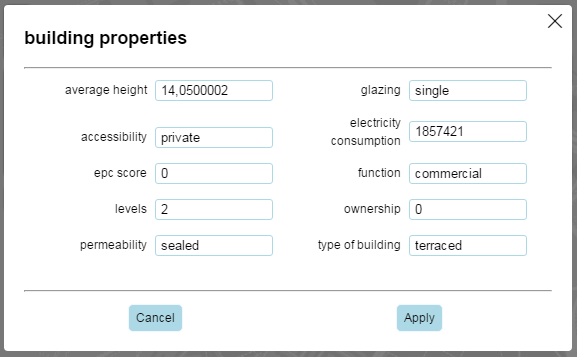 building properties
average height 14,0500002 glazing single
accessibility private electricity consumption 1857421
epc score 0 function commercial
levels 2 ownership 0
permeability sealed type of building terraced
Cancel Apply